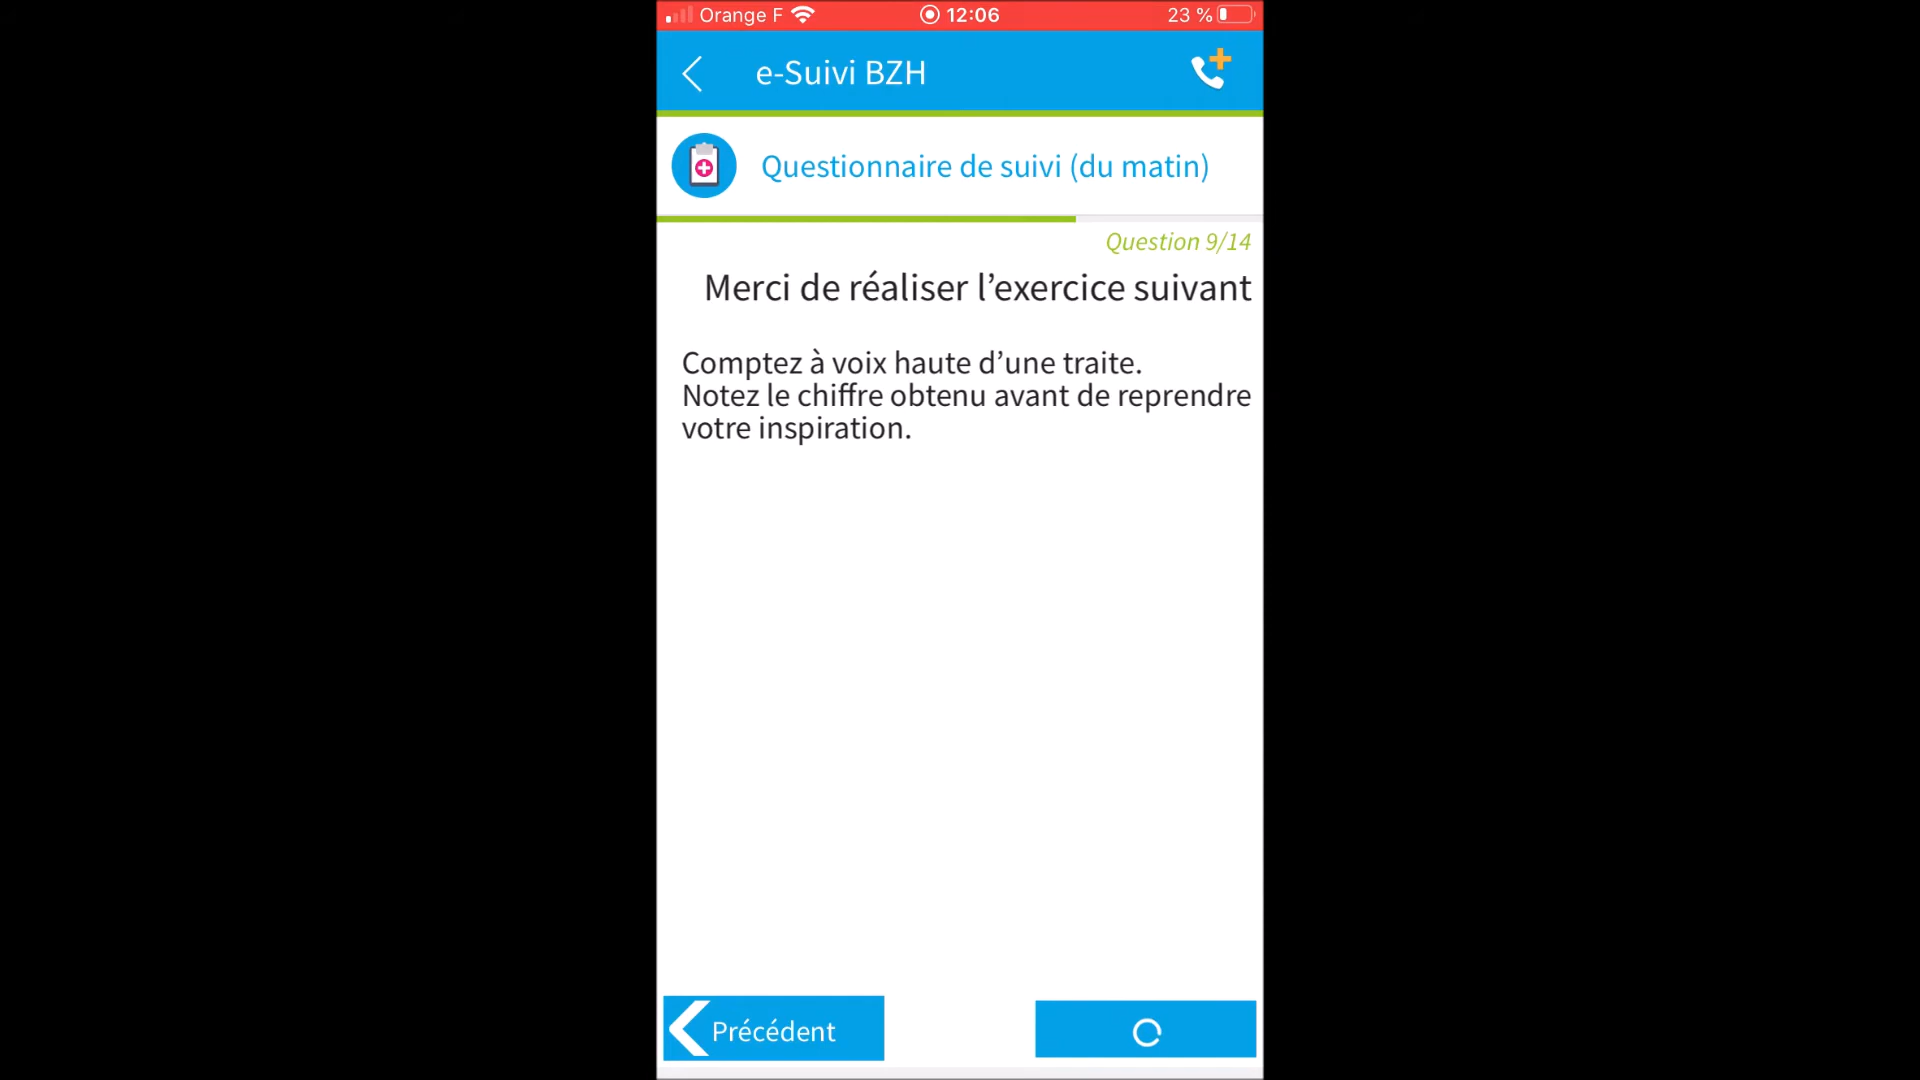 Orange F 12:06 23 %
e-Suivi BZH
Questionnaire de suivi (du matin)
Question 9/14
Merci de réaliser l’exercice suivant
Comptez à voix haute d’une traite.
Notez le chiffre obtenu avant de reprendre
votre inspiration.
Précédent